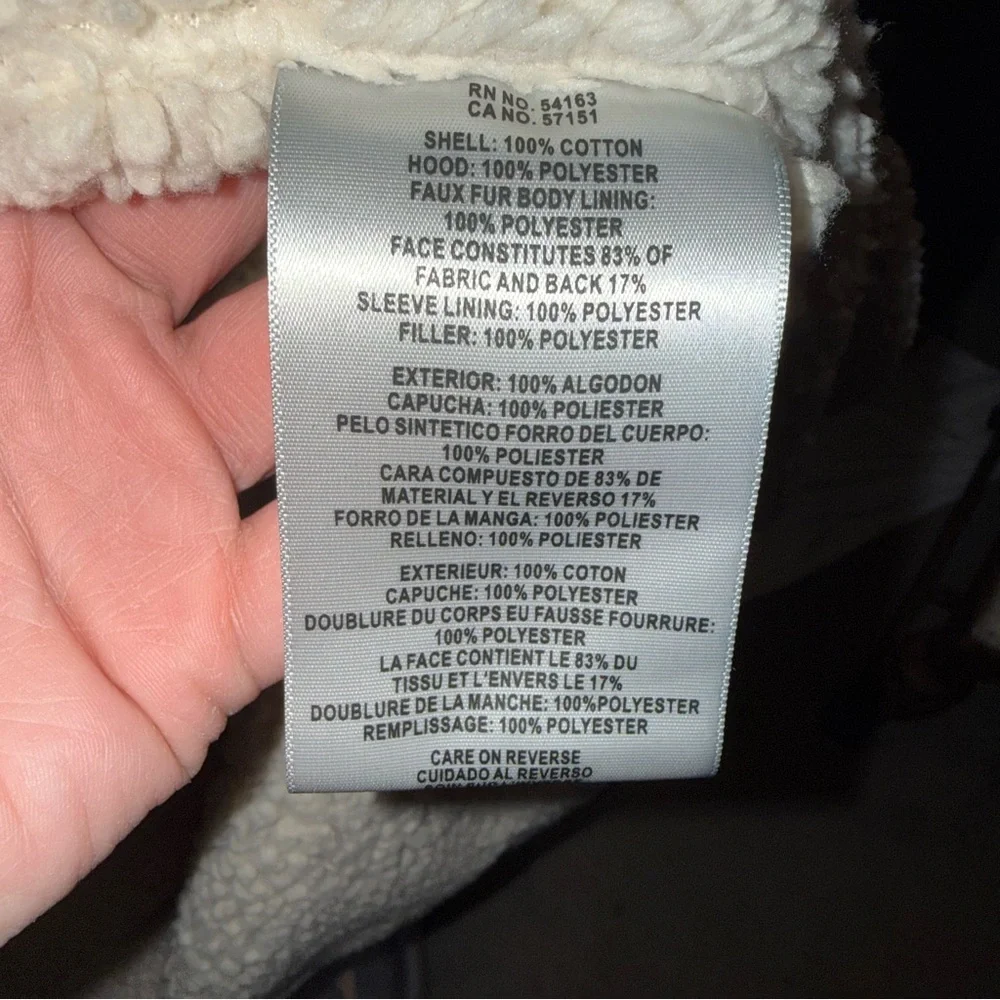 RN NO. 54163
CA NO. 57151
SHELL: 100% COTTON
HOOD: 100% POLYESTER
FAUX FUR BODY LINING:
100% POLYESTER
FACE CONSTITUTES 83% OF
FABRIC AND BACK 17%
SLEEVE LINING: 100% POLYESTER
FILLER: 100% POLYESTER
EXTERIOR: 100% ALGODON
CAPUCHA: 100% POLIESTER
PELO SINTETICO FORRO DEL CUERPO:
100% POLIESTER
CARA COMPUESTO DE 83% DE
MATERIAL Y EL REVERSO 17%
FORRO DE LA MANGA: 100% POLIESTER
RELLENO: 100% POLIESTER
EXTERIEUR: 100% COTON
CAPUCHE: 100% POLYESTER
DOUBLURE DU CORPS EU FAUSSE FOURRURE:
100% POLYESTER
LA FACE CONTIENT LE 83% DU
TISSU ET L'ENVERS LE 17%
DOUBLURE DE LA MANCHE: 100%POLYESTER
REMPLISSAGE: 100% POLYESTER
CARE ON REVERSE
CUIDADO AL REVERSO